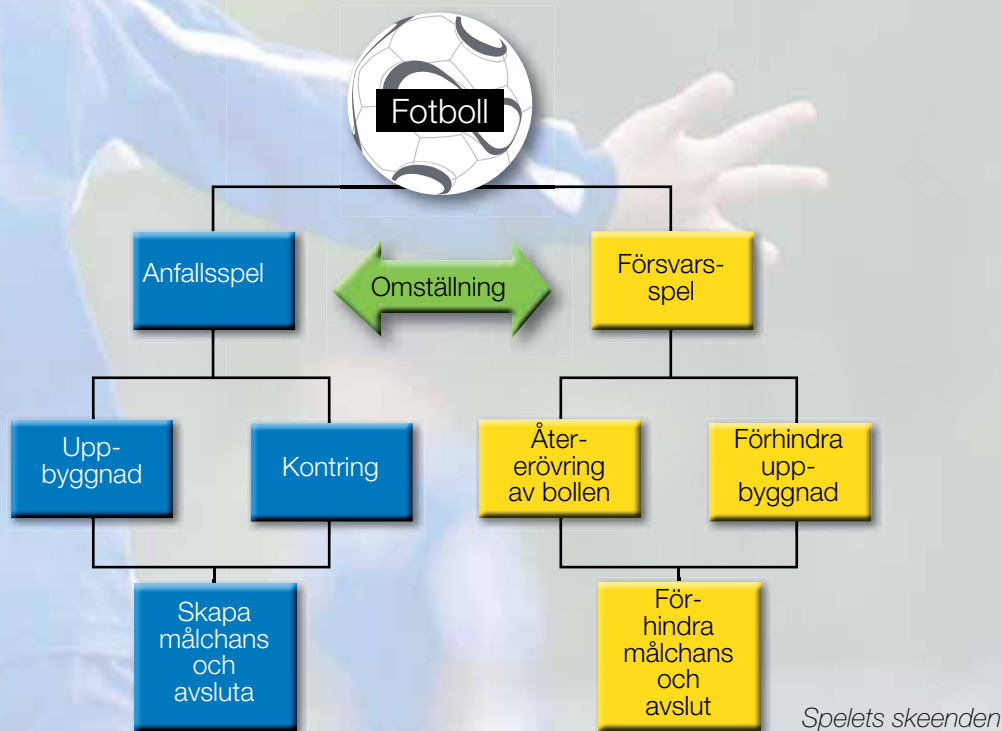 Fotboll
Anfallsspel
Omställning
Försvars-
spel
Upp-
byggnad
Kontring
Åter-
erövring
av bollen
Förhindra
upp-
byggnad
Skapa
målchans
och
avsluta
För-
hindra
målchans
och
avslut
Spelets skeenden